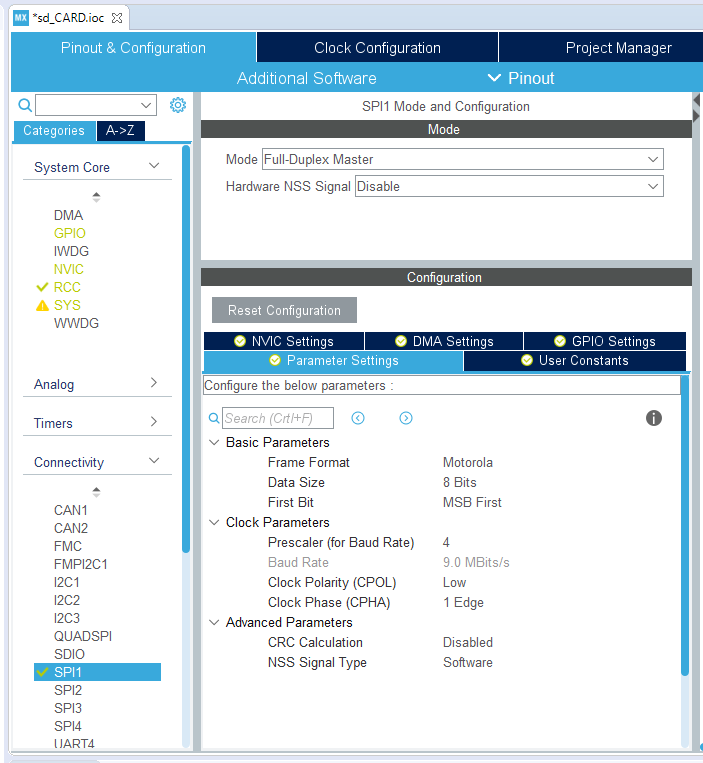 MX *sd_CARD.ioc
Pinout & Configuration
Clock Configuration
Project Manager
Additional Software
Pinout
Categories
A->Z
System Core
DMA
GPIO
IWDG
NVIC
RCC
SYS
WWDG
Analog
Timers
Connectivity
CAN1
CAN2
FMC
FMPI2C1
I2C1
I2C2
I2C3
QUADSPI
SDIO
SPI1
SPI2
SPI3
SPI4
UART4
SPI1 Mode and Configuration
Mode
Mode Full-Duplex Master
Hardware NSS Signal Disable
Configuration
Reset Configuration
NVIC Settings
DMA Settings
GPIO Settings
Parameter Settings
User Constants
Configure the below parameters :
Search (Crtl+F)
Basic Parameters
Frame Format Motorola
Data Size 8 Bits
First Bit MSB First
Clock Parameters
Prescaler (for Baud Rate) 4
Baud Rate 9.0 MBits/s
Clock Polarity (CPOL) Low
Clock Phase (CPHA) 1 Edge
Advanced Parameters
CRC Calculation Disabled
NSS Signal Type Software